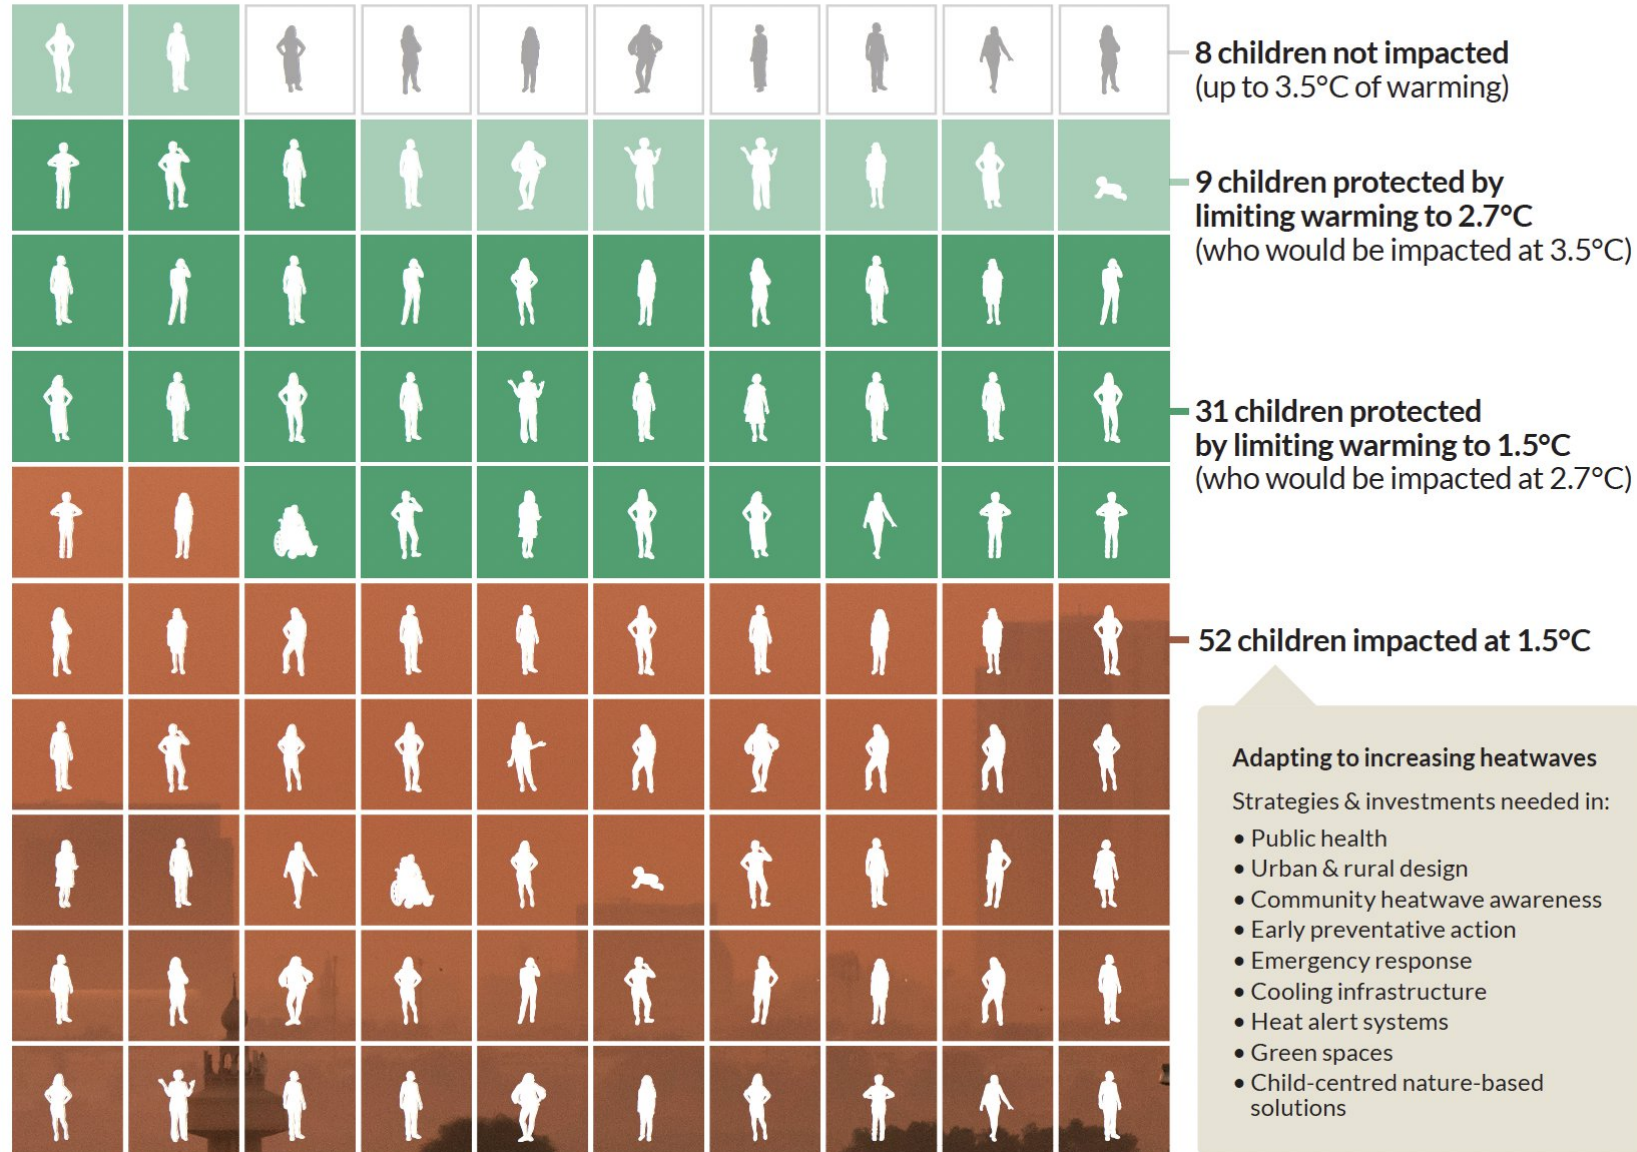 8 children not impacted
(up to 3.5°C of warming)
9 children protected by
limiting warming to 2.7°C
(who would be impacted at 3.5°C)
31 children protected
by limiting warming to 1.5°C
(who would be impacted at 2.7°C)
52 children impacted at 1.5°C
Adapting to increasing heatwaves
Strategies & investments needed in:
• Public health
• Urban & rural design
• Community heatwave awareness
• Early preventative action
• Emergency response
• Cooling infrastructure
• Heat alert systems
• Green spaces
• Child-centred nature-based
solutions